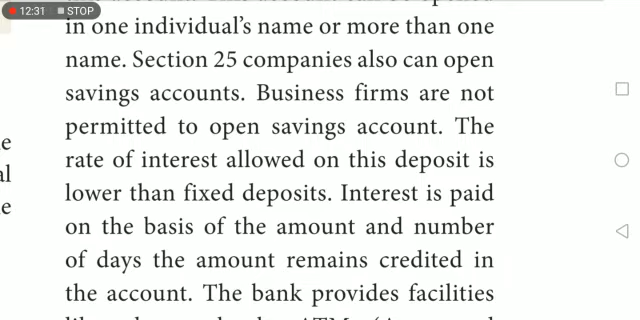 12:31 STOP
in one individual’s name or more than one
name. Section 25 companies also can open
savings accounts. Business firms are not
permitted to open savings account. The
rate of interest allowed on this deposit is
lower than fixed deposits. Interest is paid
on the basis of the amount and number
of days the amount remains credited in
the account. The bank provides facilities